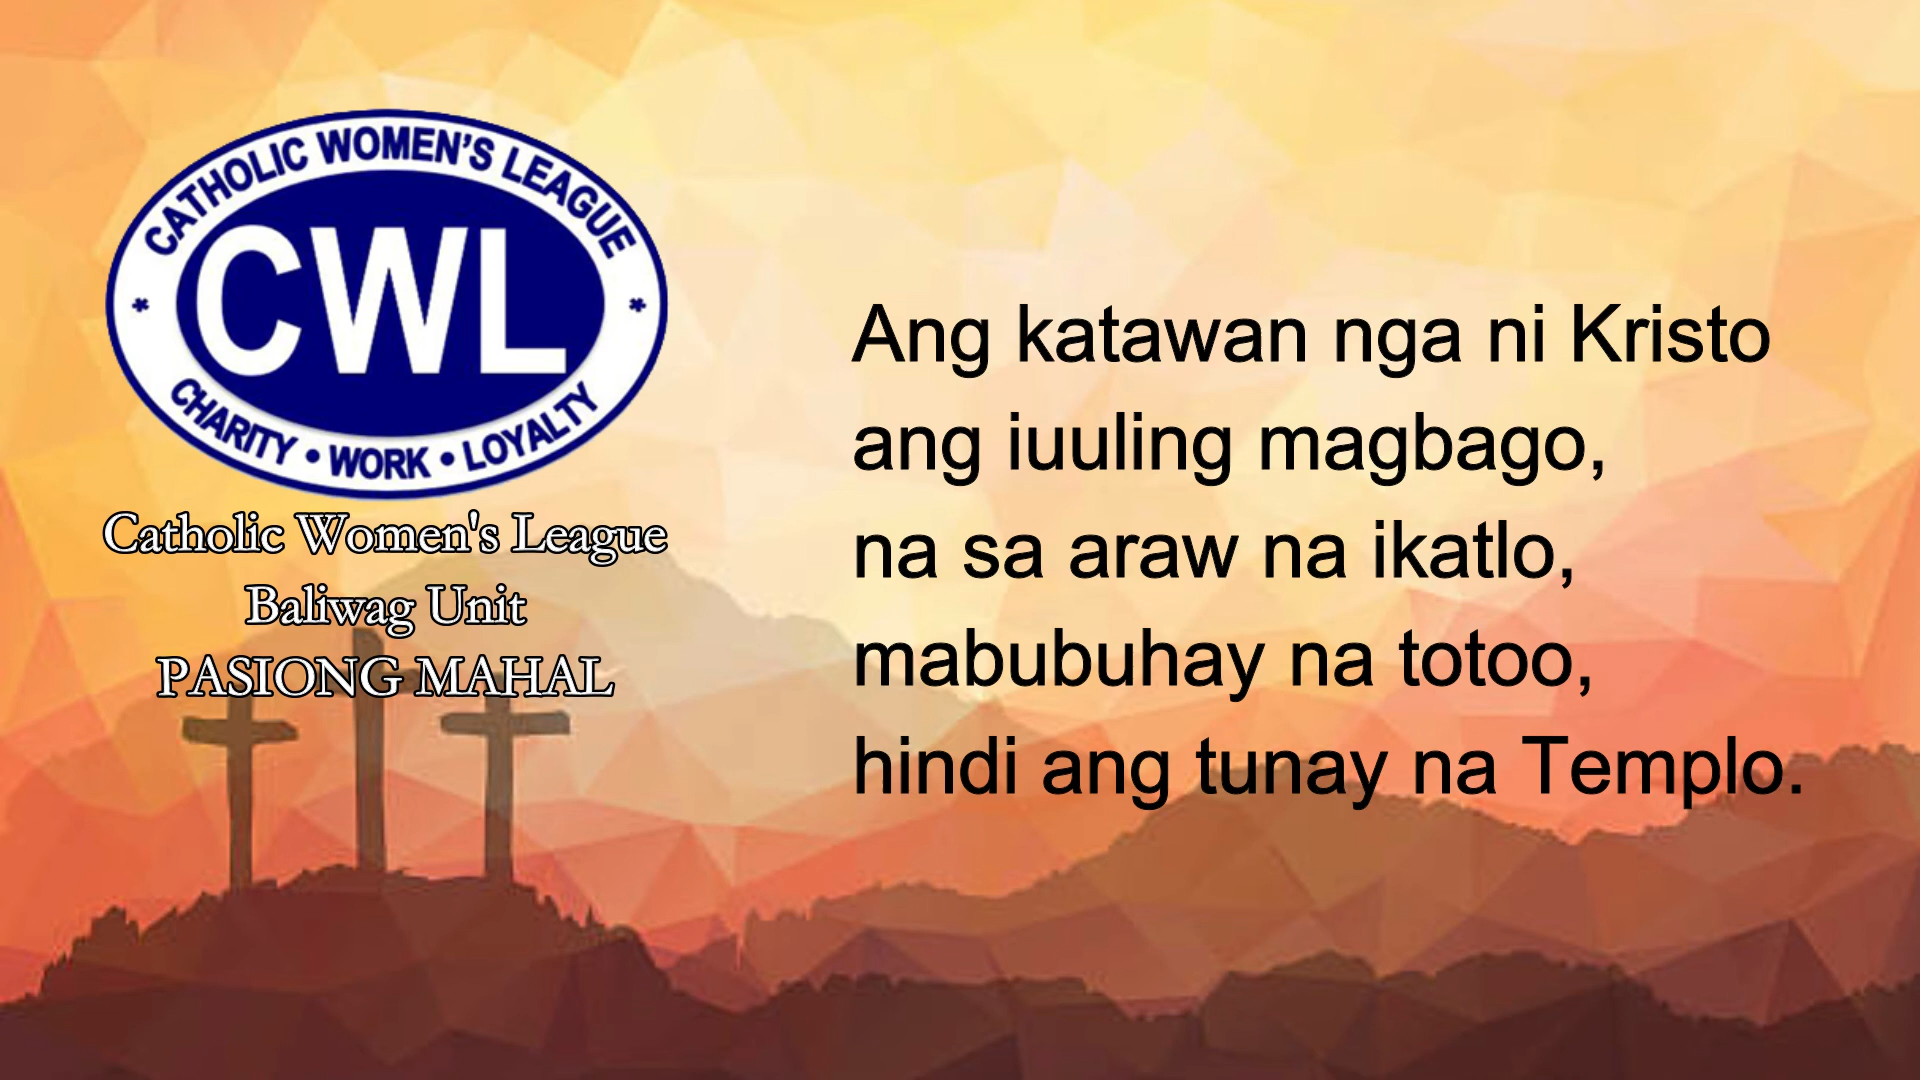 CATHOLIC WOMEN'S LEAGUE
CWL
CHARITY • WORK • LOYALTY
Catholic Women's League
Baliwag Unit
PASIONG MAHAL
Ang katawan nga ni Kristo
ang iuuling magbago,
na sa araw na ikatlo,
mabubuhay na totoo,
hindi ang tunay na Templo.